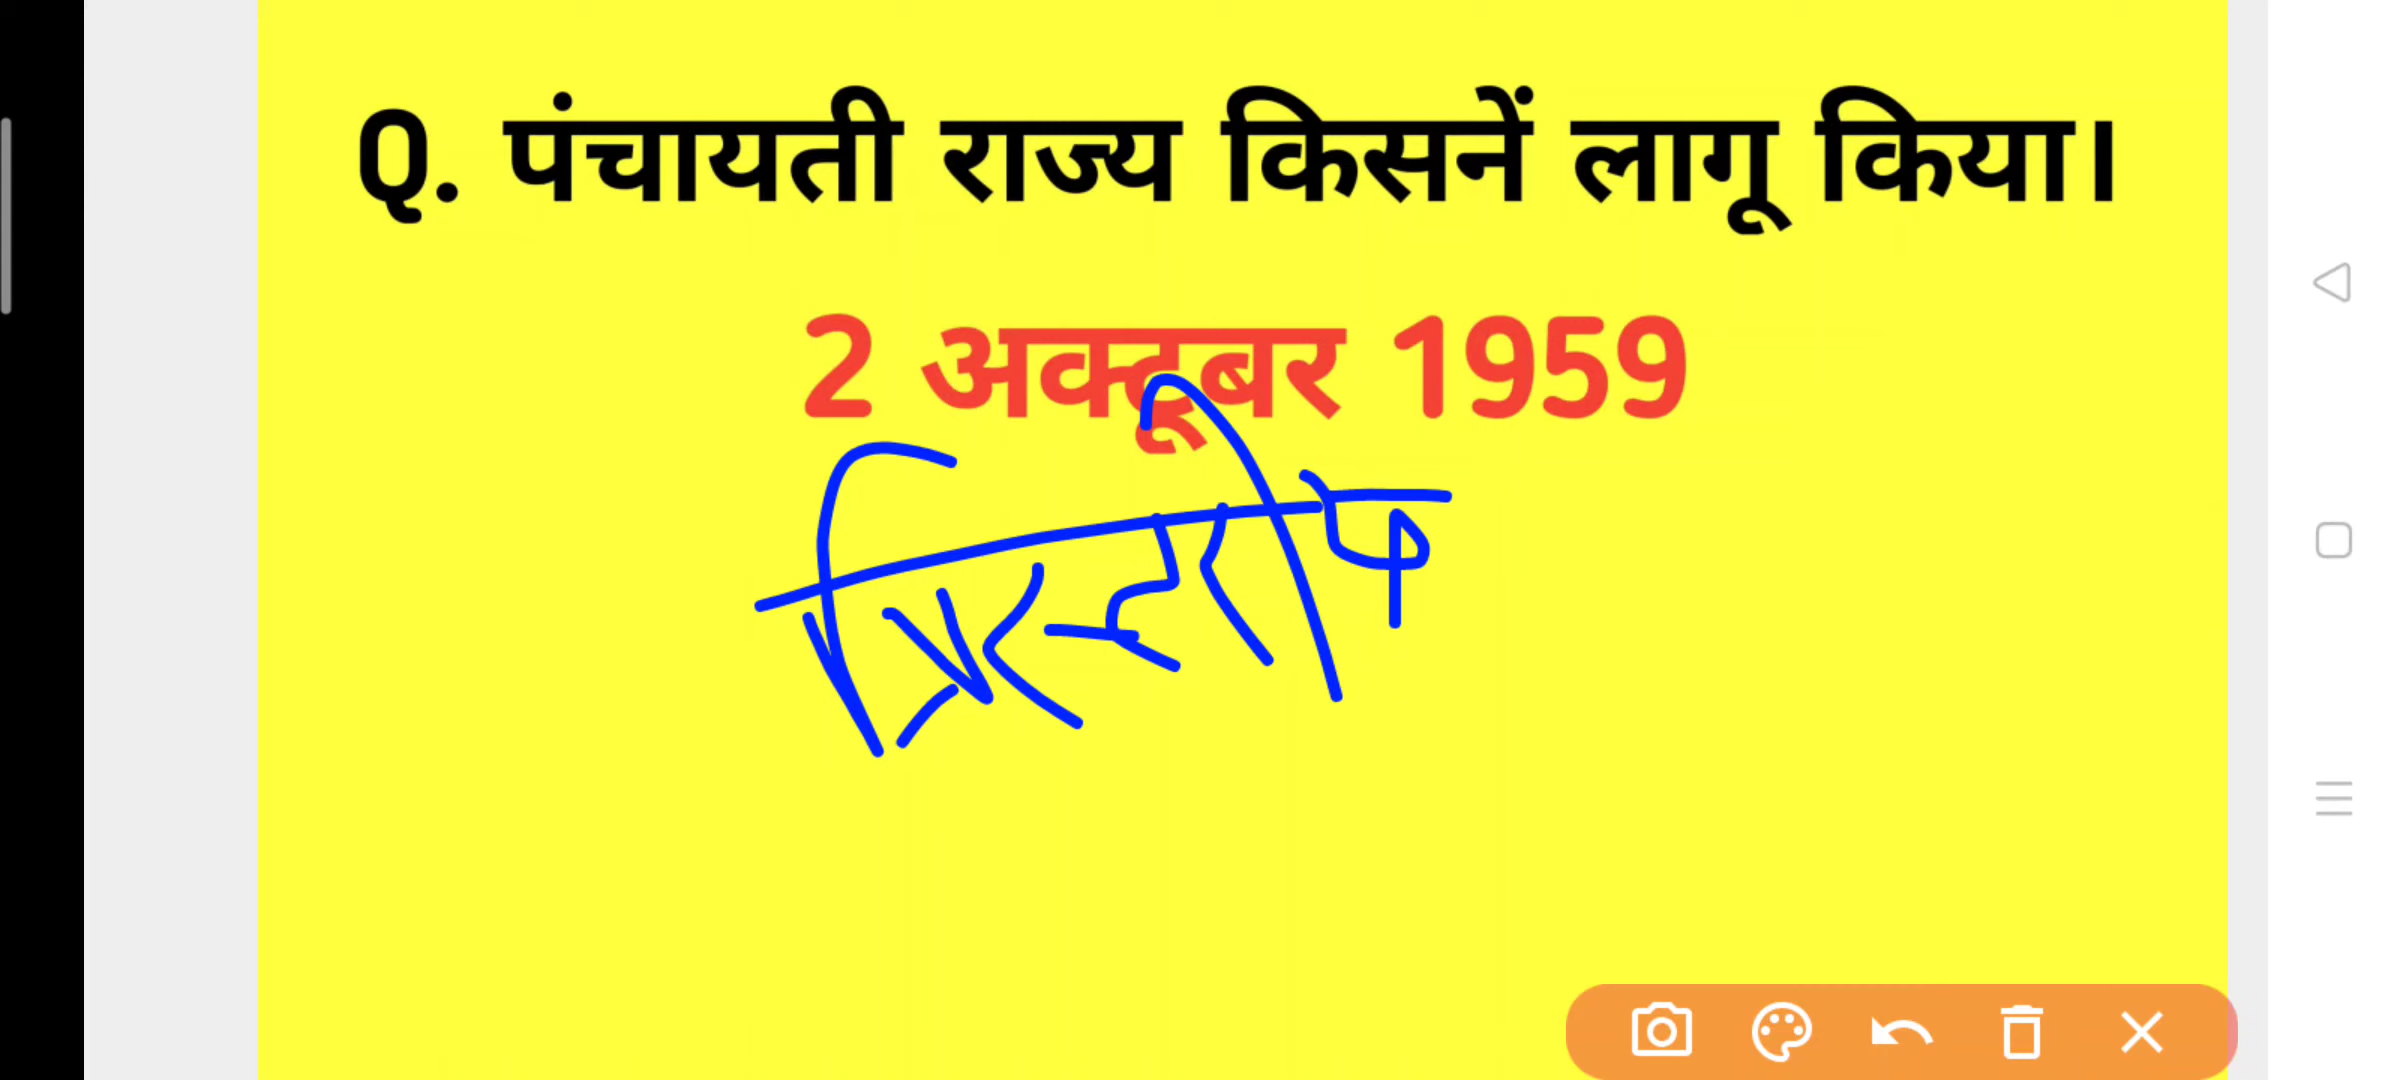 Q. पंचायती राज्य किसनें लागू किया।
2 अक्टूबर 1959